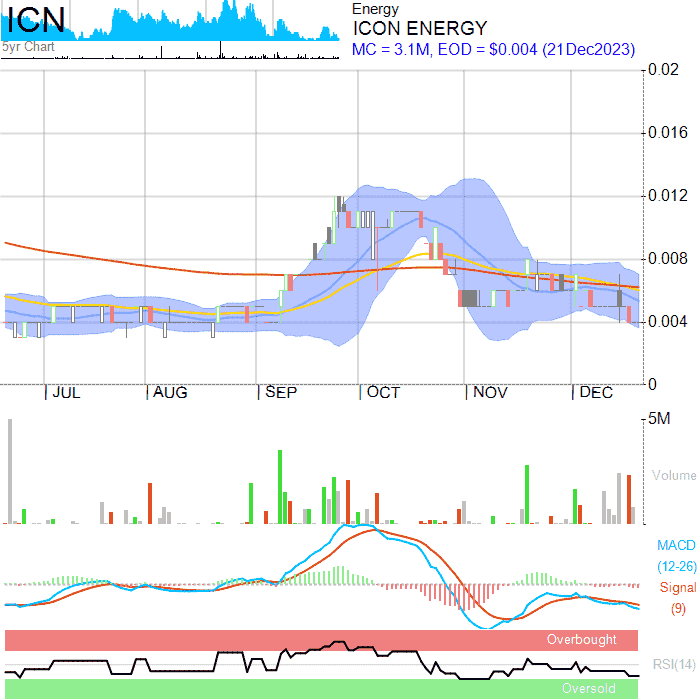 ICN
5yr Chart
Energy
ICON ENERGY
MC = 3.1M, EOD = $0.004 (21Dec2023)
0.02
0.016
0.012
0.008
0.004
0
JUL AUG SEP OCT NOV DEC
5M
Volume
MACD
(12-26)
Signal
(9)
Overbought
RSI(14)
Oversold